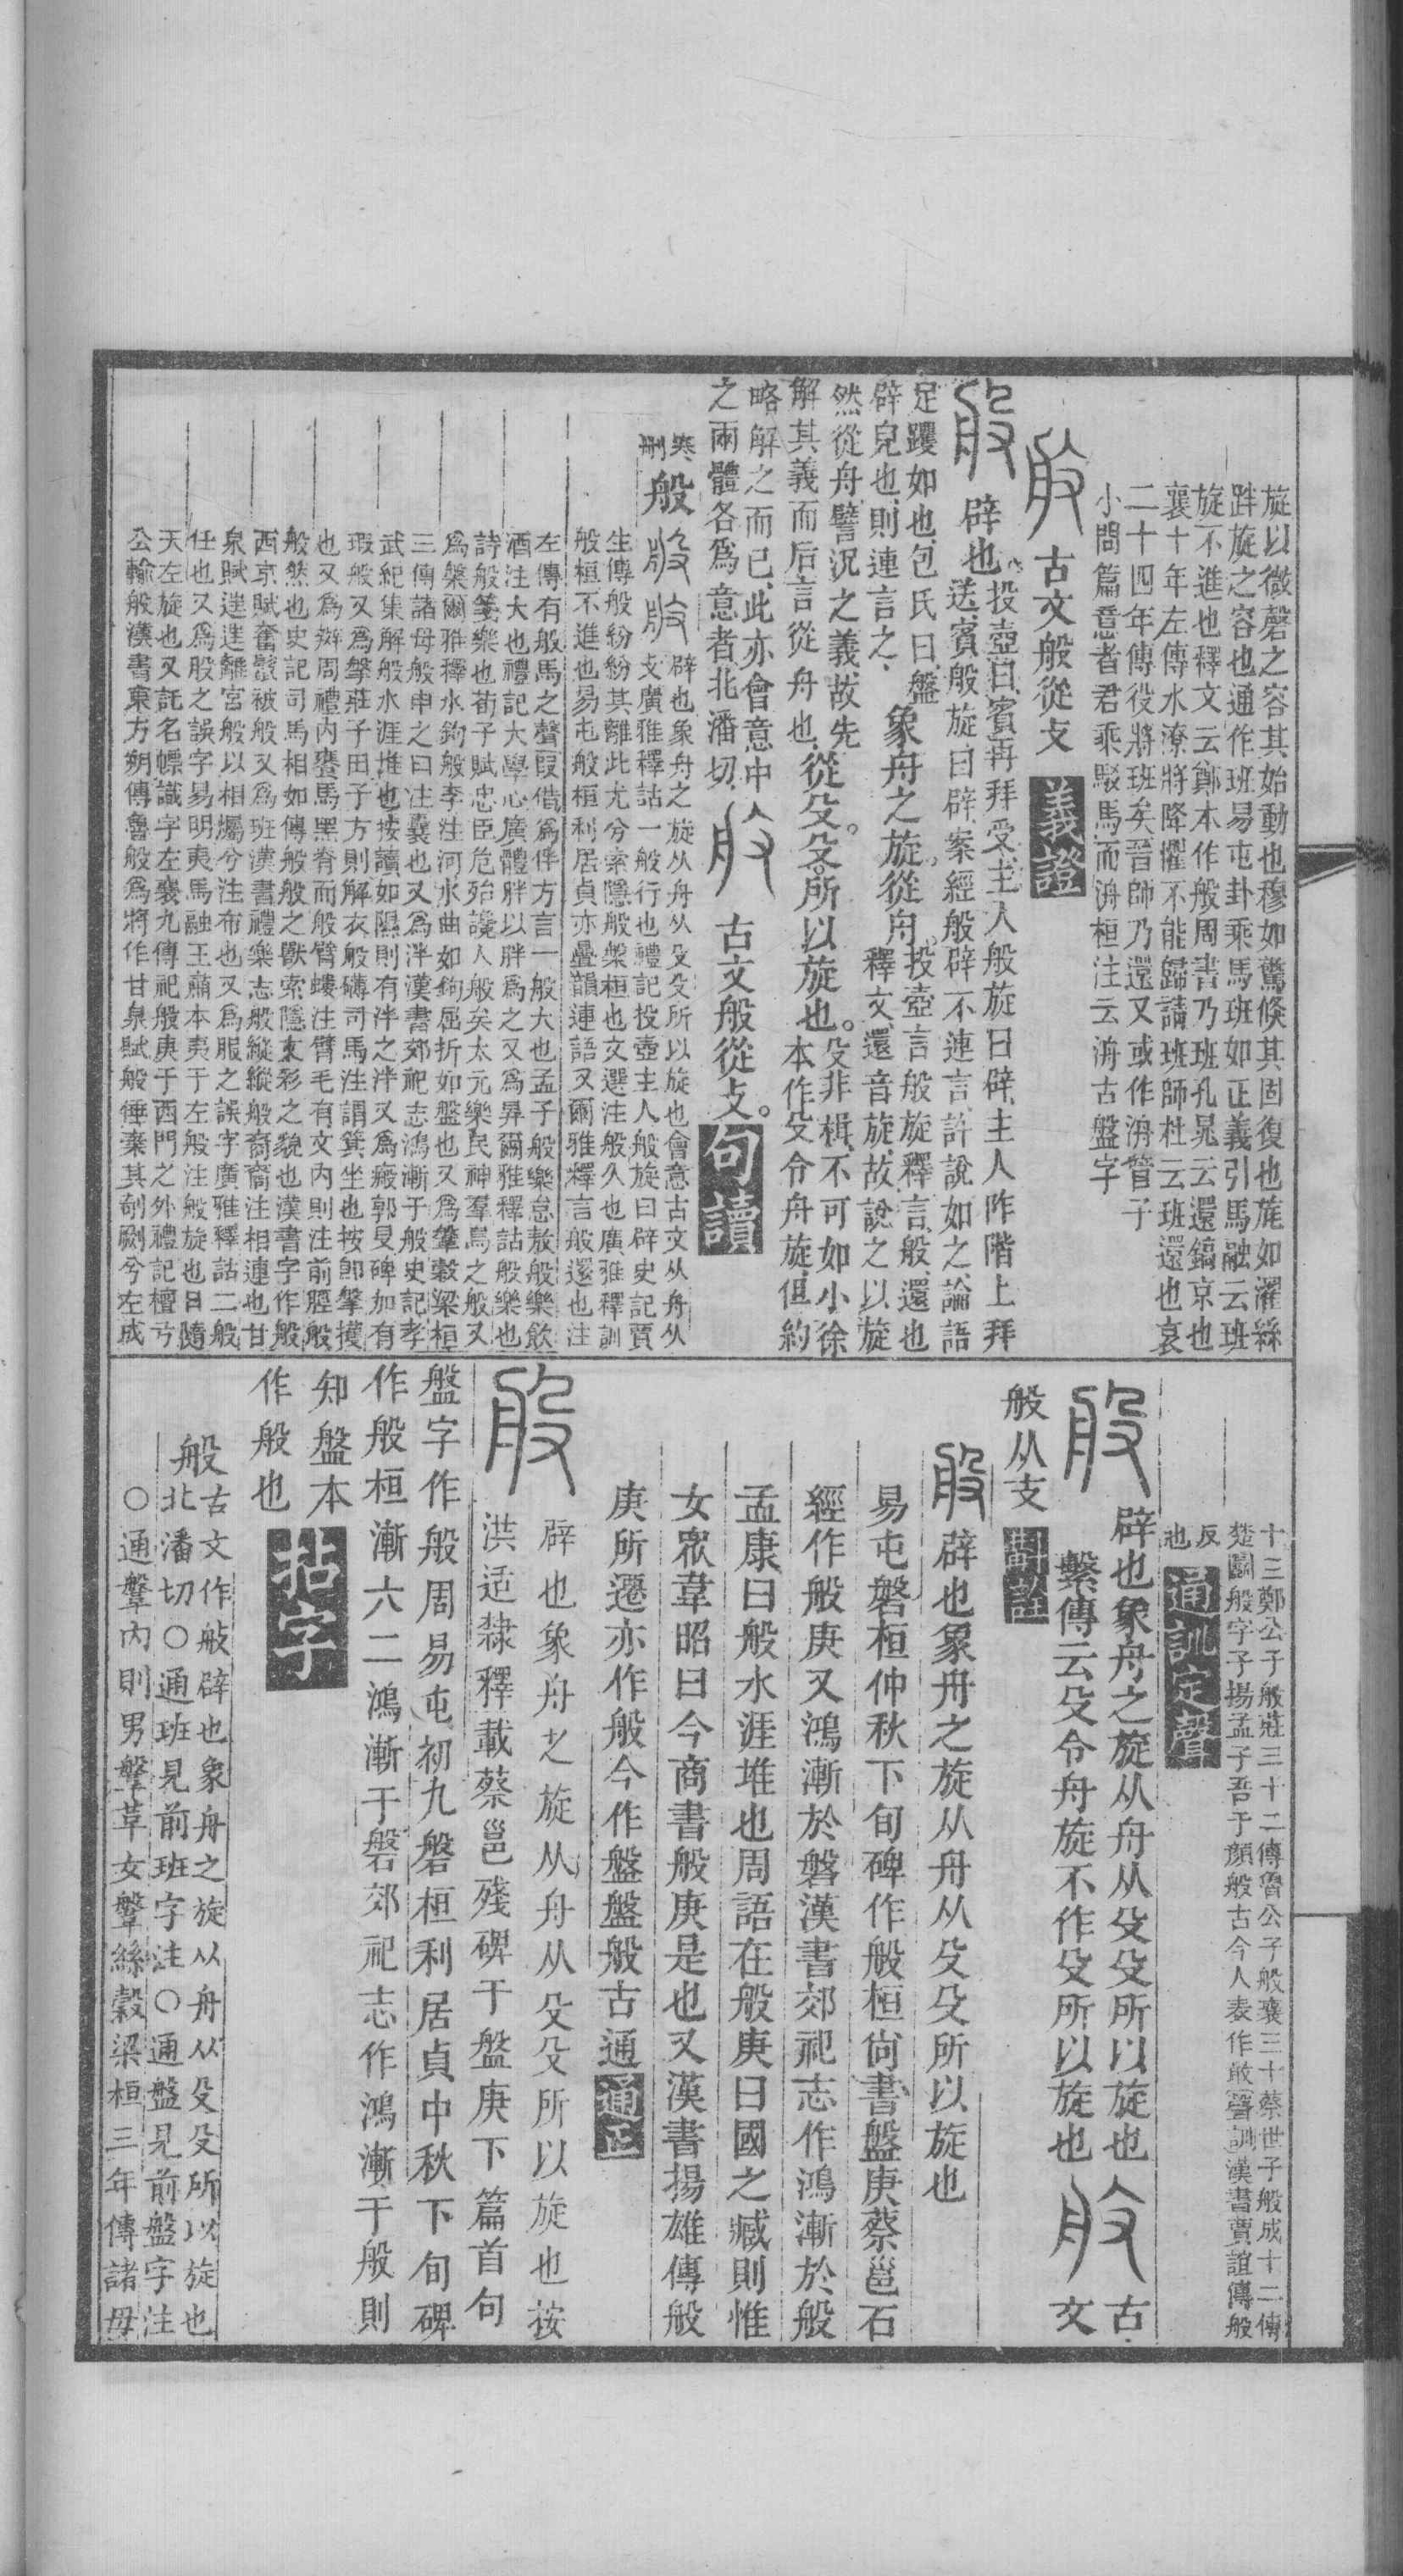 旋以微磬之容其始動也穆如驚倏其固復也旄如濯絲
跘旋之容也通作班易屯卦乘馬班如正義引馬融云班
旋不進也釋文云鄭本作般周書乃班孔晁云還鎬京也
襄十年左傳水潦將降懼不能歸請班師杜云班還也哀
二十四年傳役將班矣晉師乃還又或作洀管子
小問篇意者君乘駁馬而洀桓注云洀古盤字
古文般從攴
義證
辟也
投壺曰賓再拜受主人般旋曰辟主人阼階上拜
送賓般旋曰辟案經般辟不連言許說如之論語
足躩如也包氏曰盤
辟皃也則連言之
象舟之旋從舟
投壺言般旋釋言般還也
釋文還音旋故說之以旋
然從舟譬況之義故先
解其義而后言從舟也
從殳殳所以旋也
殳非楫不可如小徐
本作殳令舟旋但約
略解之而已此亦會意中
之兩體各爲意者北潘切
古文般從攴
句讀
寒
刪
般
辟也象舟之旋从舟从殳殳所以旋也會意古文从舟从
攴廣雅釋詁一般行也禮記投壺主人般旋曰辟史記賈
生傳般紛紛其離此尤兮索隱般槃桓也文選注般久也廣雅釋訓
般桓不進也易屯般桓利居貞亦疊韻連語又爾雅釋言般還也注
左傳有般馬之聲叚借爲伴方言一般大也孟子般樂怠敖般樂飲
酒注大也禮記大學心廣體胖以胖爲之又爲昪爾雅釋詁般樂也
詩般箋樂也荀子賦忠臣危殆讒人般矣太元樂民神羣鳥之般又
爲槃爾雅釋水鉤般李注河水曲如鉤屈折如盤也又爲鞶穀梁桓
三傳諸母般申之曰注囊也又爲泮漢書郊祀志鴻漸于般史記孝
武紀集解般水涯堆也按讀如隰則有泮之泮又爲瘢郭旻碑加有
瑕般又爲擎莊子田子方則解衣般礴司馬注謂箕坐也按卽擎摸
也又爲辬周禮內饔馬黑脊而般臂螻注臂毛有文內則注前脛般
般然也史記司馬相如傳般般之獸索隱文彩之貌也漢書字作般
西京賦奮鬣被般又爲班漢書禮樂志般縱縱般裔裔注相連也甘
泉賦逮逮離宮般以相屬兮注布也又爲服之誤字廣雅釋詁二般
任也又爲股之誤字易明夷馬融王肅本夷于左般注般旋也日隨
天左旋也又託名幖識字左襄九傳祀般庚于西門之外禮記檀弓
公輸般漢書東方朔傳魯般爲將作甘泉賦般倕棄其剞劂兮左成
十三鄭公子般莊三十二傳魯公子般襄三十蔡世子般成十二傳
楚圍般字子揚孟子吾于顏般古今人表作敢聲訓漢書賈誼傳般
反
也
通訓定聲
辟也象舟之旋从舟从殳殳所以旋也
繫傳云殳令舟旋不作殳所以旋也
古
文
般从支
斠詮
辟也象舟之旋从舟从殳殳所以旋也
易屯磐桓仲秋下旬碑作般桓尙書盤庚蔡邕石
經作般庚又鴻漸於磐漢書郊祀志作鴻漸於般
孟康曰般水涯堆也周語在般庚曰國之臧則惟
女眾韋昭曰今商書般庚是也又漢書揚雄傳般
庚所遷亦作般今作盤盤般古通
通正
辟也象舟之旋从舟从殳殳所以旋也按
洪适隸釋載蔡邕殘碑于盤庚下篇首句
盤字作般周易屯初九磐桓利居貞中秋下旬碑
作般桓漸六二鴻漸于磐郊祀志作鴻漸于般則
知盤本
作般也
拈字
般
古文作舨辟也象舟之旋从舟从殳殳所以旋也
北潘切○通班見前班字注○通盤見前盤字注
○通鞶內則男鞶革女鞶絲穀梁桓三年傳諸毋